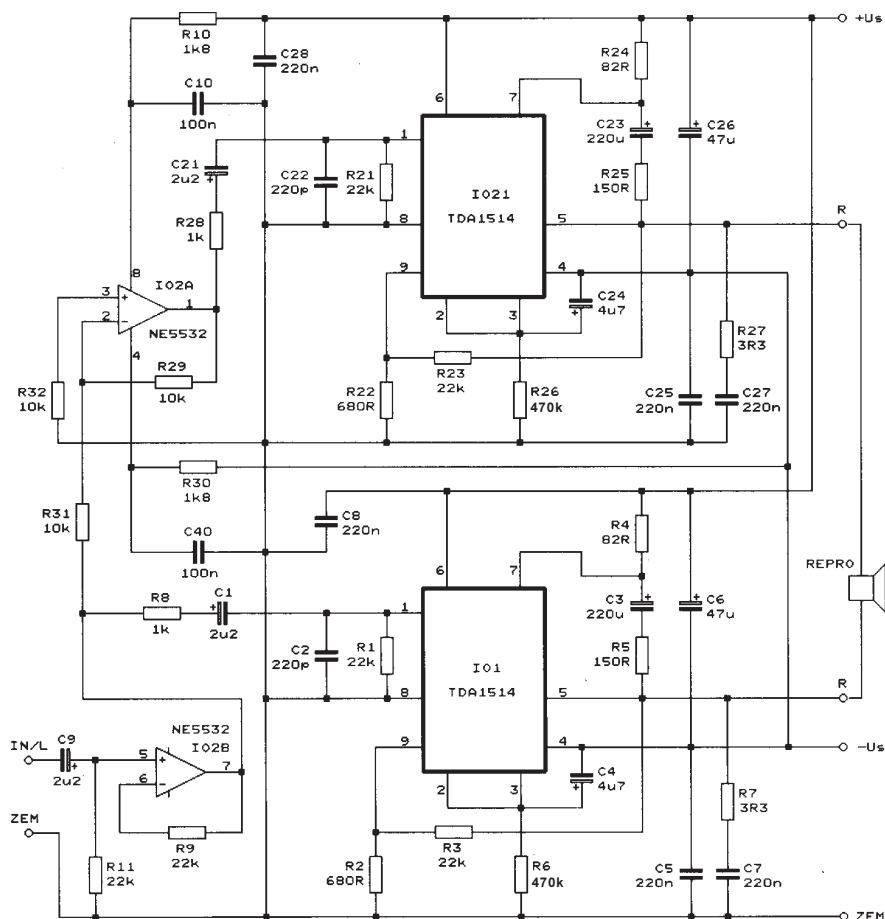 R10
1k8
C28
220n
C10
100n
+Us
R24
82R
6
7
C23
220u
C26
47u
C21
2u2
C22
220p
R21
22k
1
R25
150R
IO21
TDA1514
R28
1k
8
5
R
9
4
8
IO2A
3
2
1
NE5532
4
2
3
C24
4u7
R27
3R3
R29
10k
R23
22k
R32
10k
R22
680R
R26
470k
C25
220n
C27
220n
R30
1k8
R31
10k
C40
100n
C8
220n
6
7
R4
82R
REPRO
C3
220u
C6
47u
R8
1k
C1
2u2
C2
220p
R1
22k
1
R5
150R
IO1
TDA1514
8
5
R
NE5532
IO2B
9
4
-Us
IN/L
C9
2u2
5
6
7
2
3
C4
4u7
R7
3R3
ZEM
R9
22k
R3
22k
R11
22k
R2
680R
R6
470k
C5
220n
C7
220n
ZEM